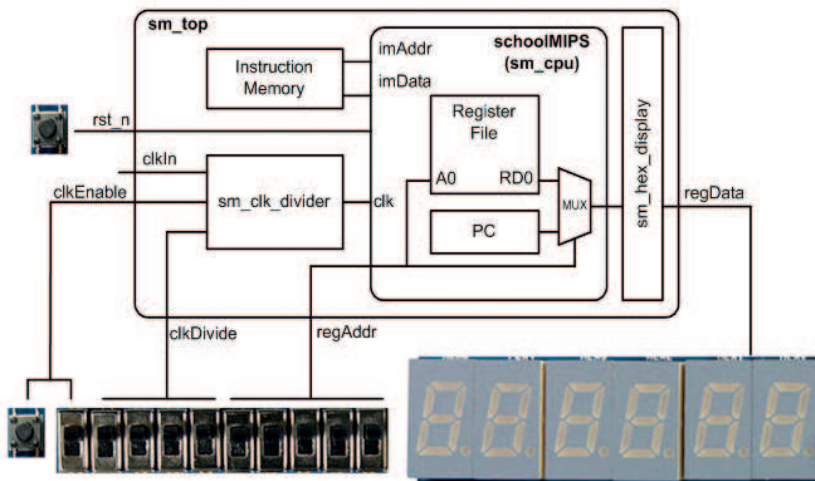 sm_top
schoolMIPS
(sm_cpu)
imAddr
Instruction
Memory
imData
Register
File
rst_n
clkIn
A0
RD0
clkEnable
sm_clk_divider
clk
MUX
PC
sm_hex_display
regData
clkDivide
regAddr